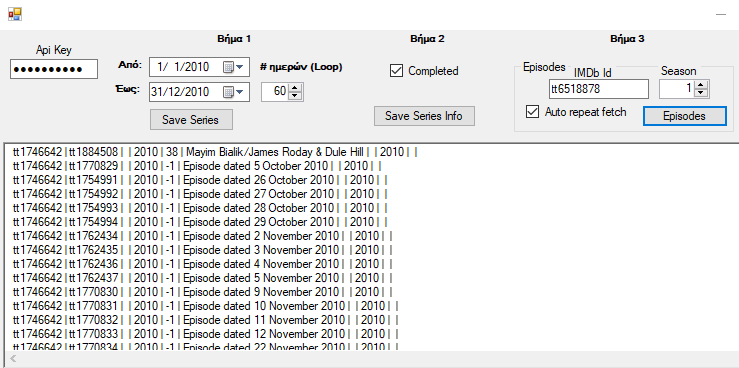 Βήμα 1
Βήμα 2
Βήμα 3
Api Key
●●●●●●●●●●
Από:
1/ 1/2010
# ημερών (Loop)
Έως:
31/12/2010
60
Save Series
Completed
Save Series Info
Episodes
IMDb Id
Season
tt6518878
1
Auto repeat fetch
Episodes
tt1746642|tt1884508| |2010|38|Mayim Bialik/James Roday & Dule Hill| |2010| |
tt1746642|tt1770829| |2010|-1|Episode dated 5 October 2010| |2010| |
tt1746642|tt1754991| |2010|-1|Episode dated 26 October 2010| |2010| |
tt1746642|tt1754992| |2010|-1|Episode dated 27 October 2010| |2010| |
tt1746642|tt1754993| |2010|-1|Episode dated 28 October 2010| |2010| |
tt1746642|tt1754994| |2010|-1|Episode dated 29 October 2010| |2010| |
tt1746642|tt1762434| |2010|-1|Episode dated 2 November 2010| |2010| |
tt1746642|tt1762435| |2010|-1|Episode dated 3 November 2010| |2010| |
tt1746642|tt1762436| |2010|-1|Episode dated 4 November 2010| |2010| |
tt1746642|tt1762437| |2010|-1|Episode dated 5 November 2010| |2010| |
tt1746642|tt1770830| |2010|-1|Episode dated 9 November 2010| |2010| |
tt1746642|tt1770831| |2010|-1|Episode dated 10 November 2010| |2010| |
tt1746642|tt1770832| |2010|-1|Episode dated 11 November 2010| |2010| |
tt1746642|tt1770833| |2010|-1|Episode dated 12 November 2010| |2010| |
tt1746642|tt1770834| |2010|-1|Episode dated 22 November 2010| |2010| |